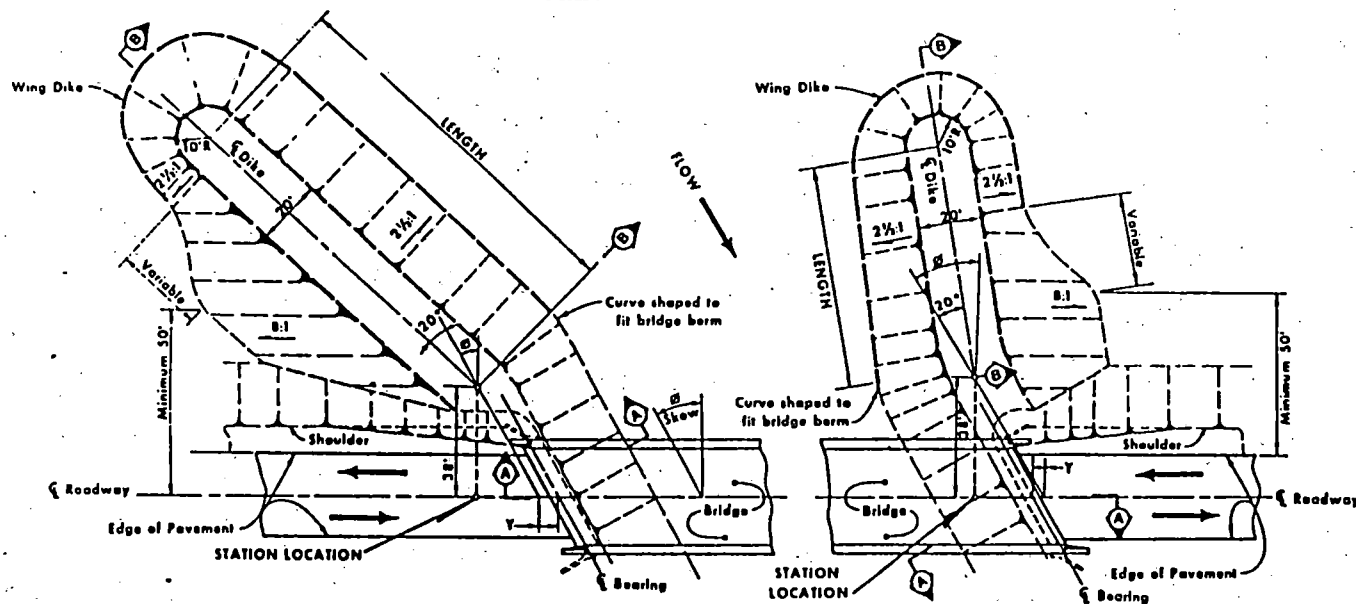 B
Wing Dike
10'R
2½:1
℄ Dike
20'
LENGTH
2½:1
B
Variable
8:1
Minimum 50'
20°
Ø
Curve shaped to
fit bridge berm
A
Ø
Skew
Shoulder
38'
A
℄ Roadway
Y
Bridge
Edge of Pavement
STATION LOCATION
℄ Bearing
FLOW
B
Wing Dike
10'R
℄ Dike
2½:1
2½:1
20'
Variable
LENGTH
Ø
20°
8:1
Minimum 50'
B
Curve shaped to
fit bridge berm
Shoulder
Y
℄ Roadway
Bridge
A
STATION
LOCATION
A
Edge of Pavement
℄ Bearing